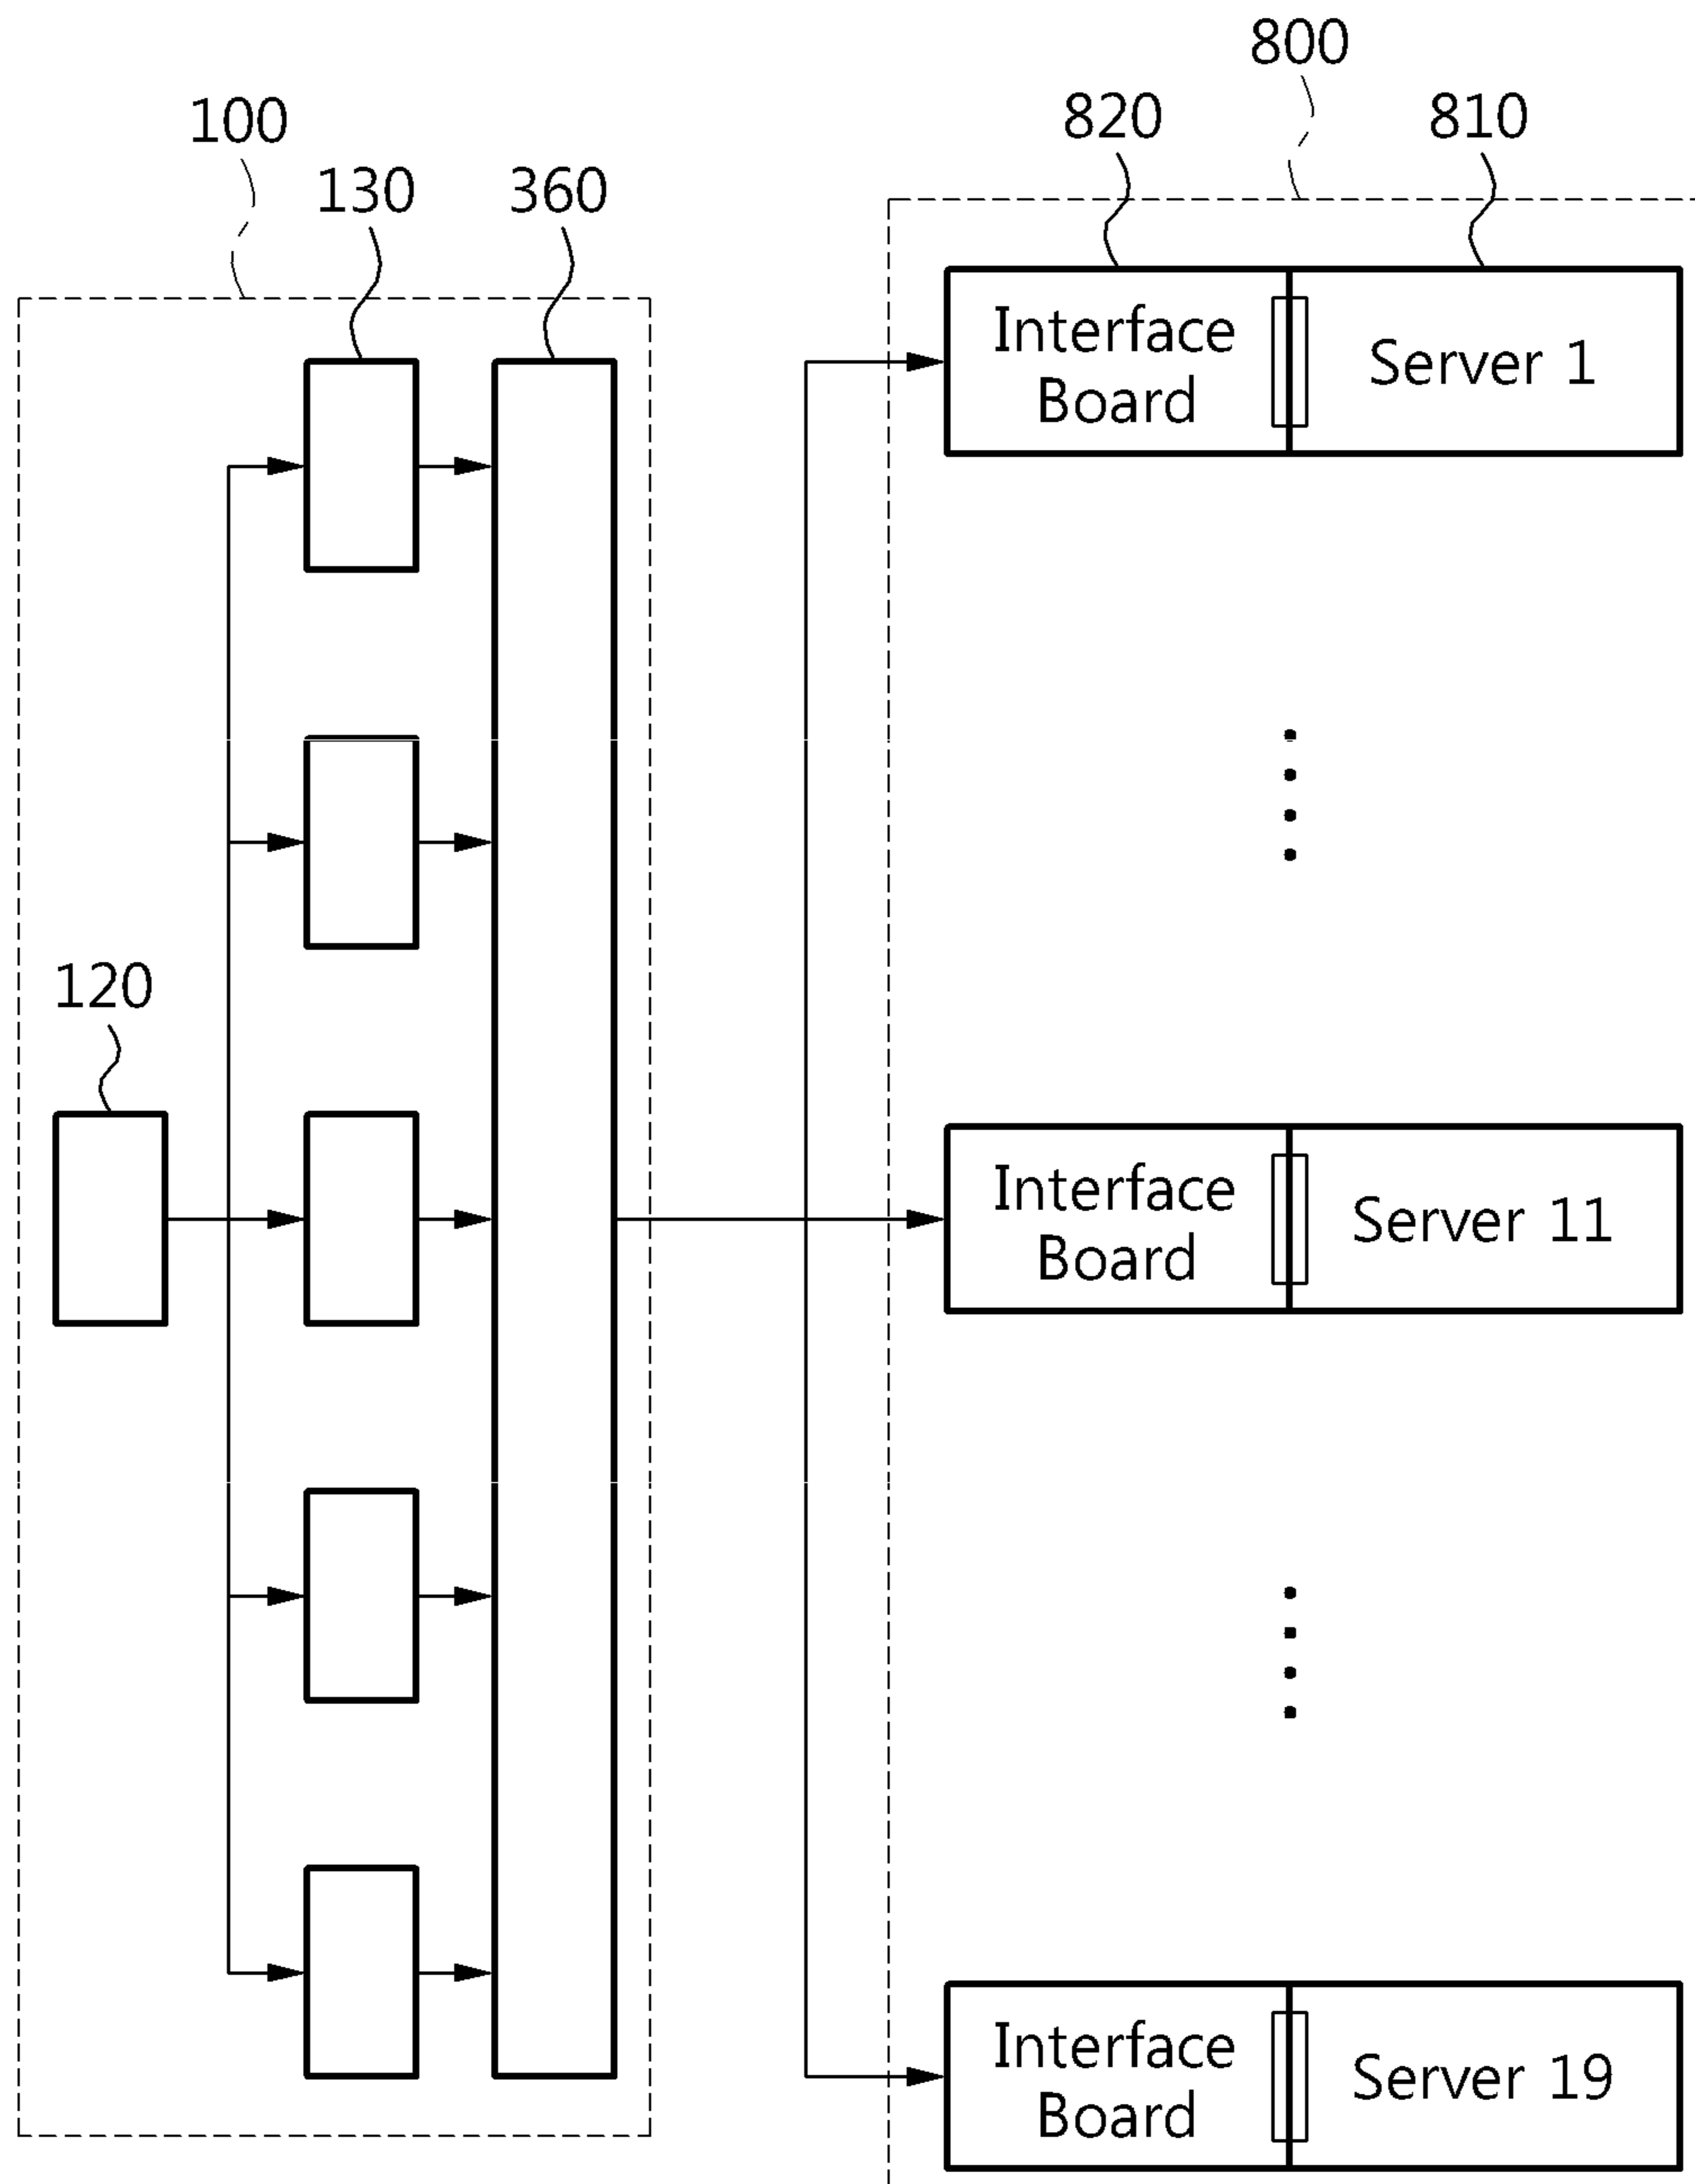 800
820
810
100
130
360
Interface
Board
Server 1
120
Interface
Board
Server 11
Interface
Board
Server 19